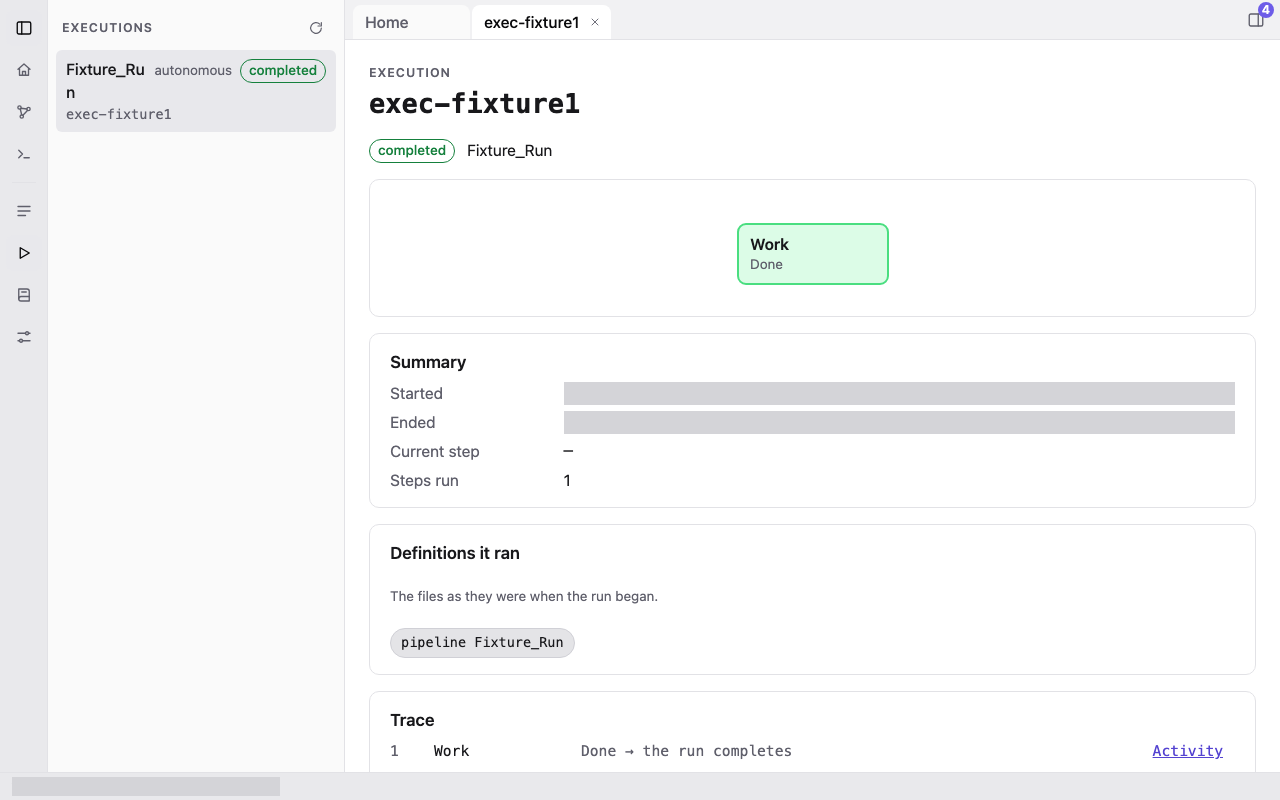 EXECUTIONS
Fixture_Ru
n
autonomous
completed
exec-fixture1
Home
exec-fixture1 ×
4
EXECUTION
exec-fixture1
completed
Fixture_Run
Work
Done
Summary
Started
Ended
Current step –
Steps run 1
Definitions it ran
The files as they were when the run began.
pipeline Fixture_Run
Trace
1 Work Done → the run completes Activity